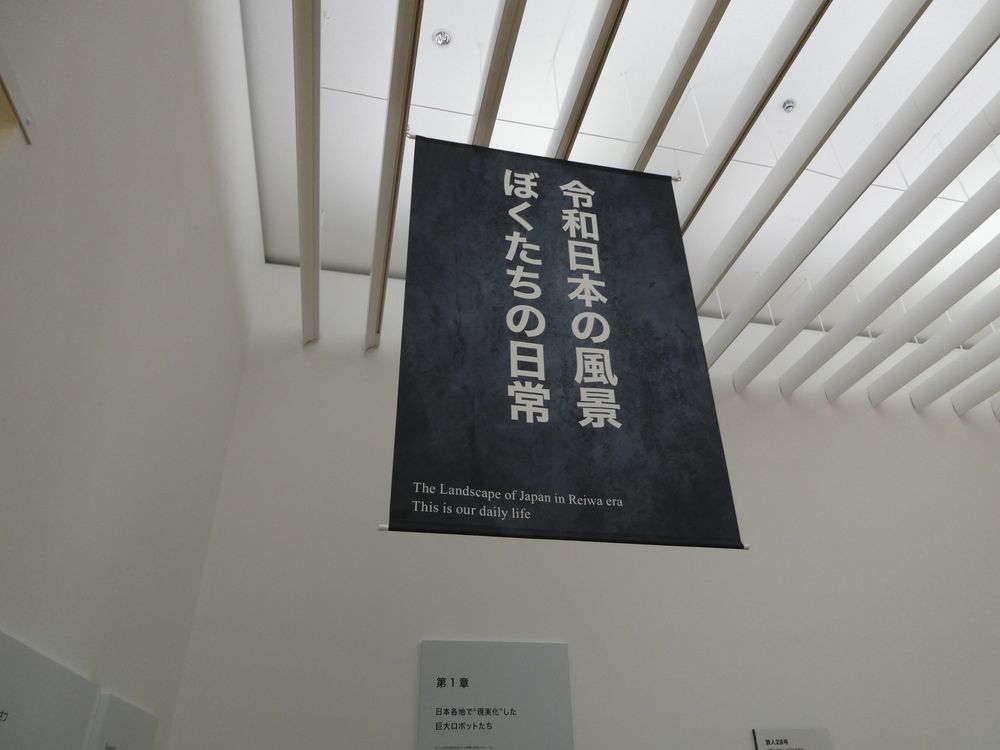 令和日本の風景
ぼくたちの日常
The Landscape of Japan in Reiwa era
This is our daily life
第1章
日本各地で“現実化”した
巨大ロボットたち
鉄人28号